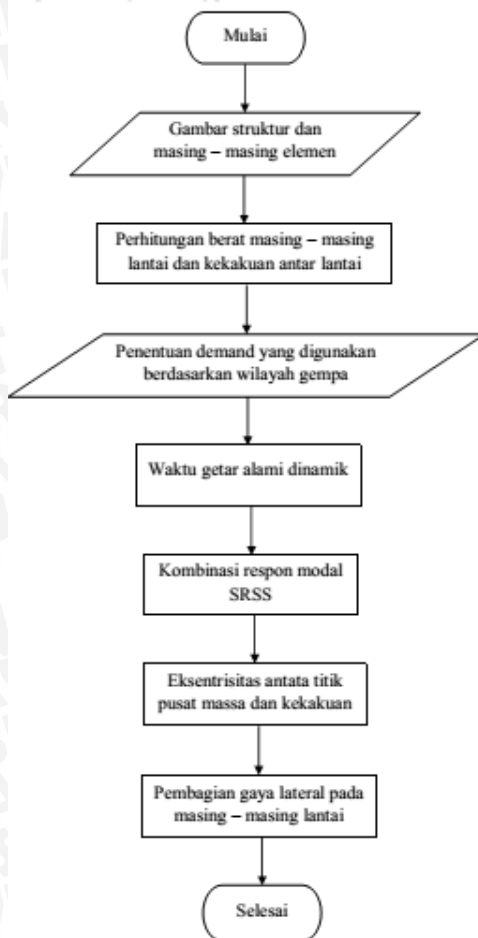 Mulai
Gambar struktur dan
masing – masing elemen
Perhitungan berat masing – masing
lantai dan kekakuan antar lantai
Penentuan demand yang digunakan
berdasarkan wilayah gempa
Waktu getar alami dinamik
Kombinasi respon modal
SRSS
Eksentrisitas antata titik
pusat massa dan kekakuan
Pembagian gaya lateral pada
masing – masing lantai
Selesai